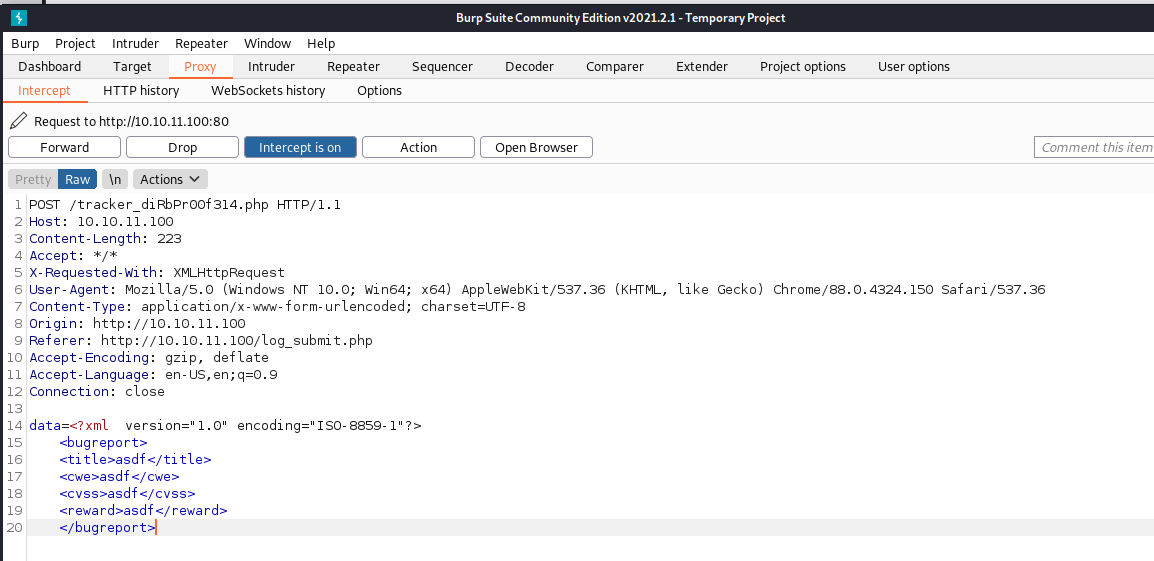 Burp Suite Community Edition v2021.2.1 - Temporary Project
Burp Project Intruder Repeater Window Help
Dashboard Target Proxy Intruder Repeater Sequencer Decoder Comparer Extender Project options User options
Intercept HTTP history WebSockets history Options
Request to http://10.10.11.100:80
Forward Drop Intercept is on Action Open Browser Comment this item
Pretty Raw \n Actions
1 POST /tracker_diRbPr00f314.php HTTP/1.1
2 Host: 10.10.11.100
3 Content-Length: 223
4 Accept: */*
5 X-Requested-With: XMLHttpRequest
6 User-Agent: Mozilla/5.0 (Windows NT 10.0; Win64; x64) AppleWebKit/537.36 (KHTML, like Gecko) Chrome/88.0.4324.150 Safari/537.36
7 Content-Type: application/x-www-form-urlencoded; charset=UTF-8
8 Origin: http://10.10.11.100
9 Referer: http://10.10.11.100/log_submit.php
10 Accept-Encoding: gzip, deflate
11 Accept-Language: en-US,en;q=0.9
12 Connection: close
13
14 data=<?xml  version="1.0" encoding="ISO-8859-1"?>
15 <bugreport>
16 <title>asdf</title>
17 <cwe>asdf</cwe>
18 <cvss>asdf</cvss>
19 <reward>asdf</reward>
20 </bugreport>